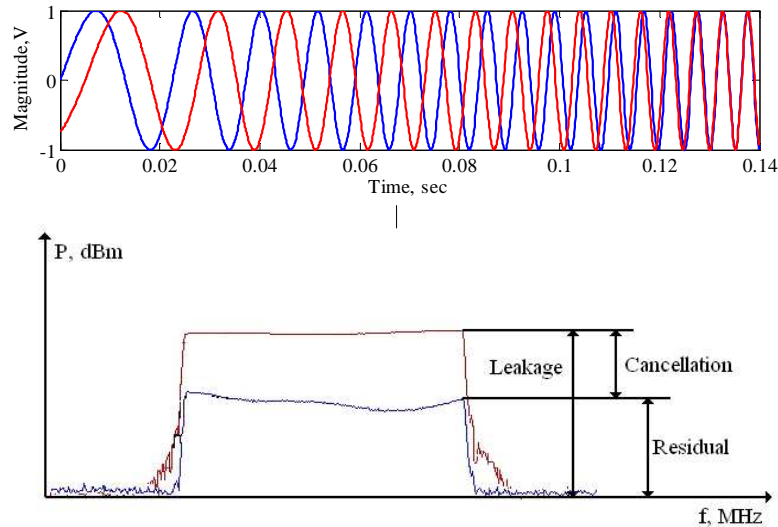 Magnitude,V
1
0
-1
0 0.02 0.04 0.06 0.08 0.1 0.12 0.14
Time, sec
P, dBm
Leakage
Cancellation
Residual
f, MHz